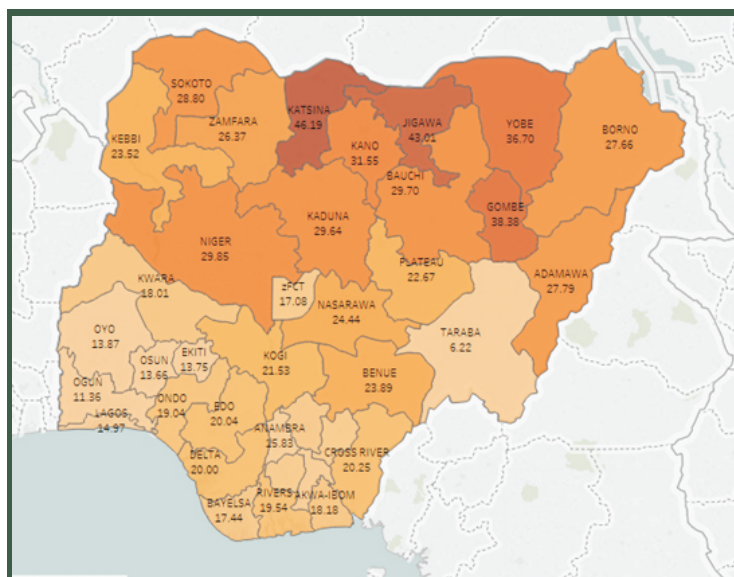 SOKOTO
28.80
KATSINA
46.19
JIGAWA
43.01
YOBE
36.70
BORNO
27.66
ZAMFARA
26.37
KEBBI
23.52
KANO
31.55
BAUCHI
29.70
GOMBE
38.38
KADUNA
29.64
NIGER
29.85
PLATEAU
22.67
ADAMAWA
27.79
KWARA
18.01
zFCT
17.08
NASARAWA
24.44
TARABA
6.22
OYO
13.87
OSUN
13.66
EKITI
13.75
KOGI
21.53
BENUE
23.89
OGUN
11.36
LAGOS
14.97
ONDO
19.04
EDO
20.04
ANAMBRA
15.83
CROSS RIVER
20.25
DELTA
20.00
BAYELSA
17.44
RIVERS
19.54
AKWA-IBOM
18.18